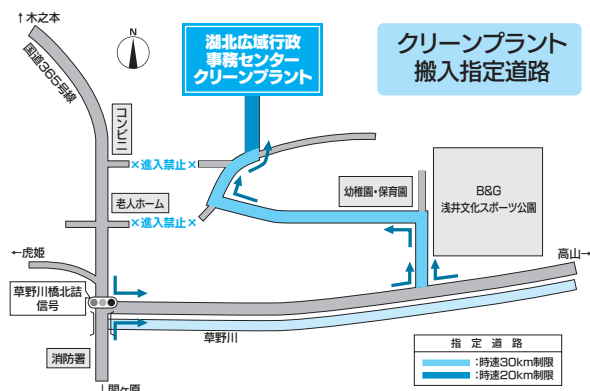 ↑木之本
国道365号線
N
湖北広域行政
事務センター
クリーンプラント
クリーンプラント
搬入指定道路
コンビニ
×進入禁止×
老人ホーム
×進入禁止×
幼稚園・保育園
B&G
浅井文化スポーツ公園
←虎姫
高山→
草野川橋北詰
信号
草野川
消防署
↓関ヶ原
指定道路
:時速30km制限
:時速20km制限